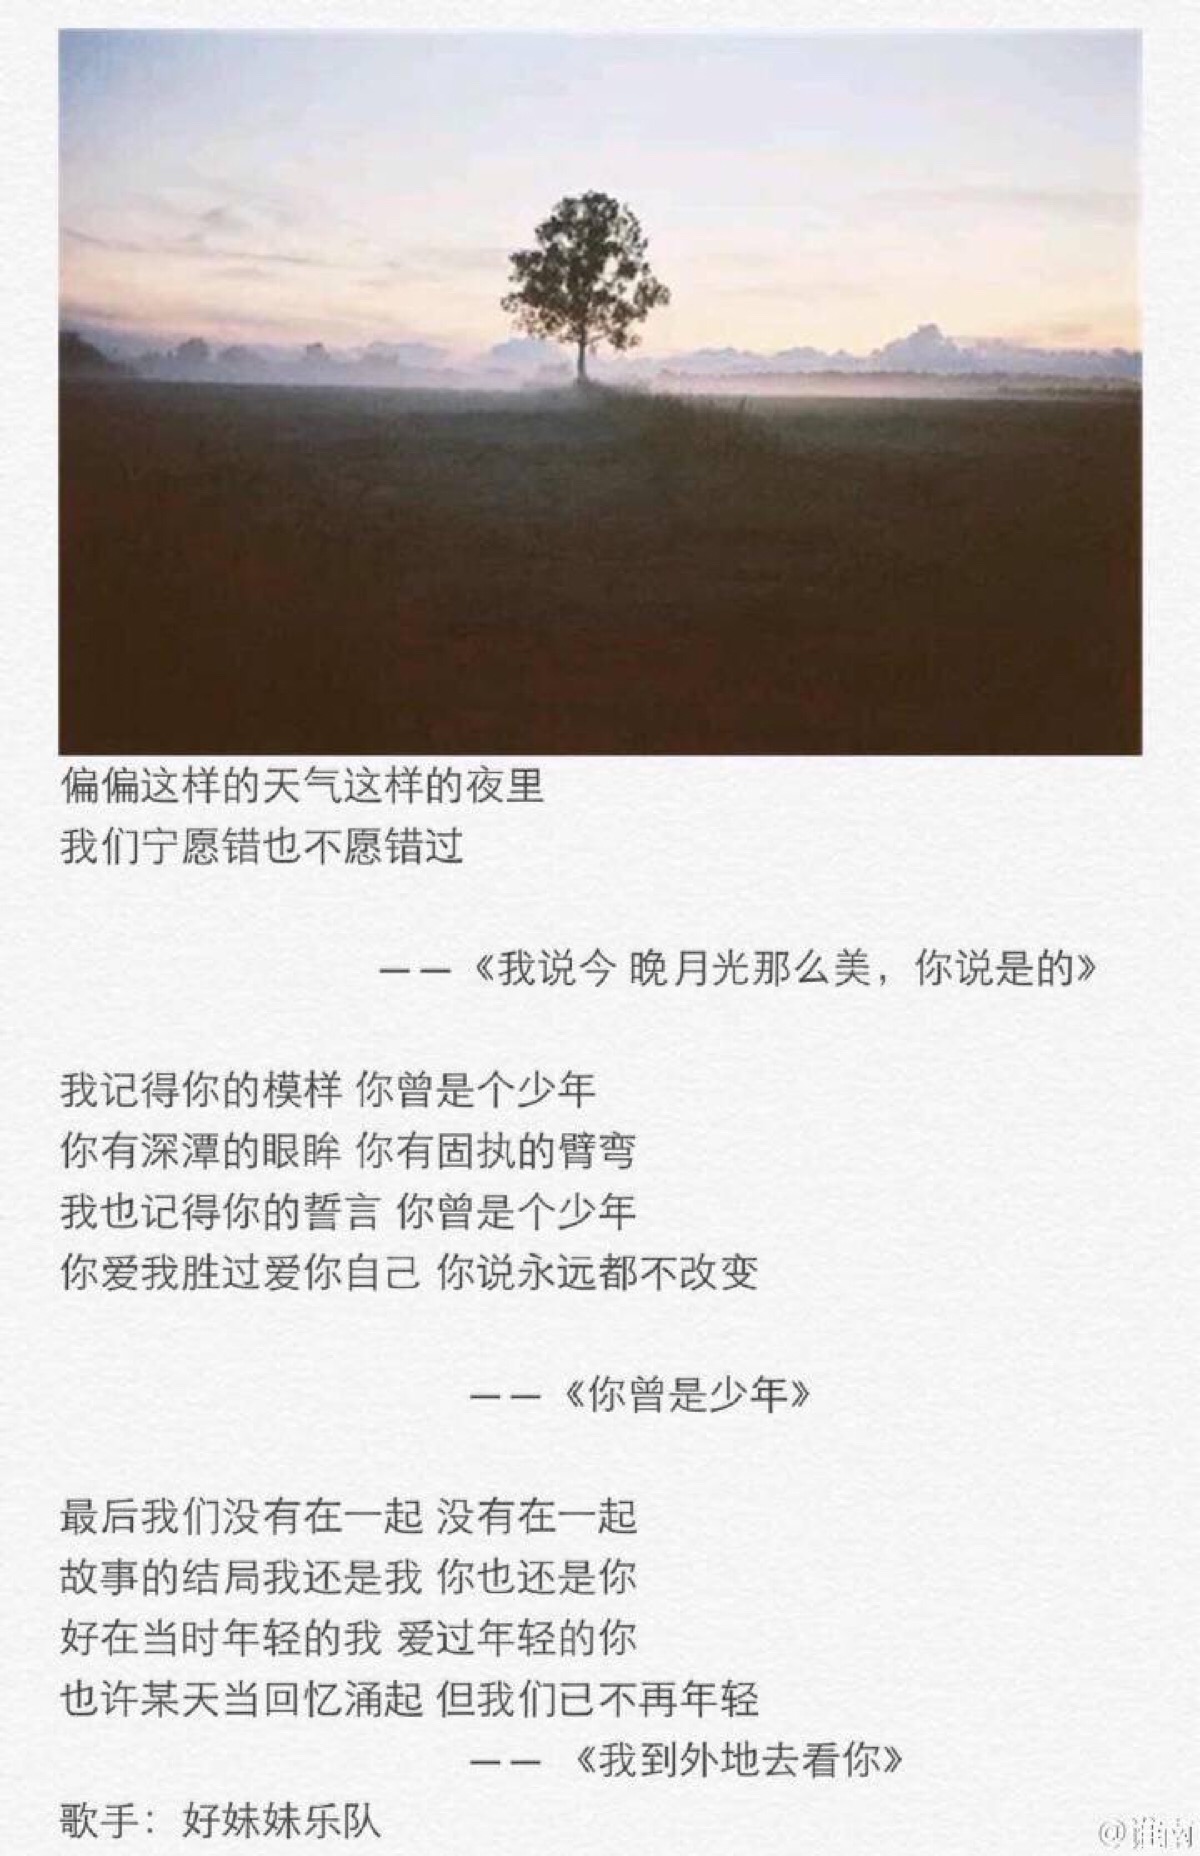 偏偏这样的天气这样的夜里
我们宁愿错也不愿错过
——《我说今 晚月光那么美，你说是的》
我记得你的模样 你曾是个少年
你有深潭的眼眸 你有固执的臂弯
我也记得你的誓言 你曾是个少年
你爱我胜过爱你自己 你说永远都不改变
——《你曾是少年》
最后我们没有在一起 没有在一起
故事的结局我还是我 你也还是你
好在当时年轻的我 爱过年轻的你
也许某天当回忆涌起 但我们已不再年轻
—— 《我到外地去看你》
歌手：好妹妹乐队